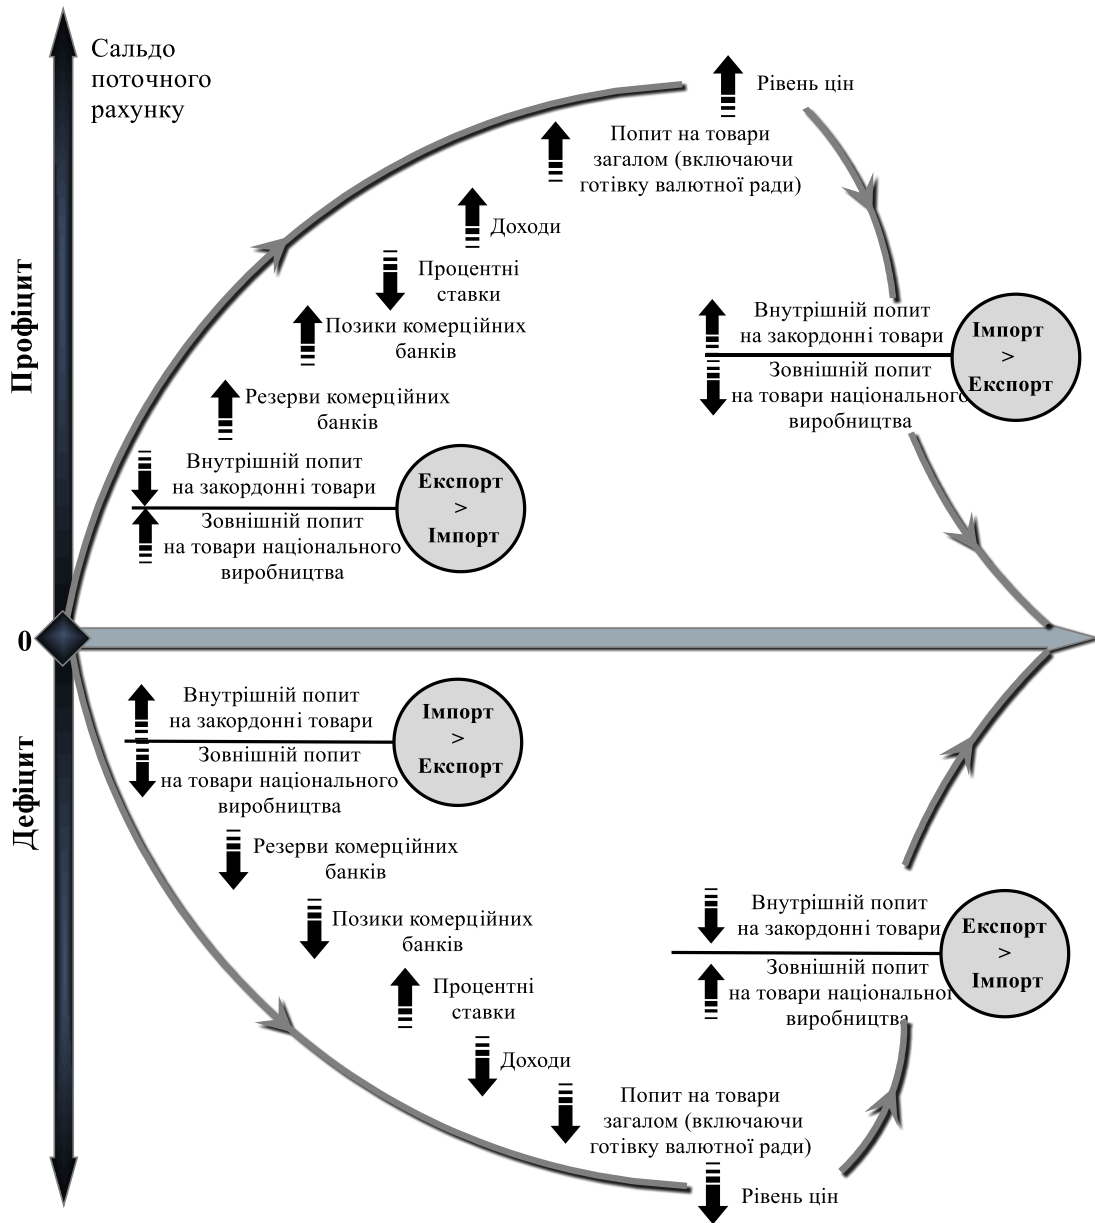 Сальдо
поточного
рахунку
Рівень цін
Попит на товари
загалом (включаючи
готівку валютної ради)
Доходи
Процентні
ставки
Позики комерційних
банків
Резерви комерційних
банків
Внутрішній попит
на закордонні товари
Зовнішній попит
на товари національного
виробництва
Експорт
>
Імпорт
Внутрішній попит
на закордонні товари
Зовнішній попит
на товари національного
виробництва
Імпорт
>
Експорт
Профіцит
0
Дефіцит
Внутрішній попит
на закордонні товари
Зовнішній попит
на товари національного
виробництва
Імпорт
>
Експорт
Резерви комерційних
банків
Позики комерційних
банків
Процентні
ставки
Доходи
Попит на товари
загалом (включаючи
готівку валютної ради)
Рівень цін
Внутрішній попит
на закордонні товари
Зовнішній попит
на товари національного
виробництва
Експорт
>
Імпорт